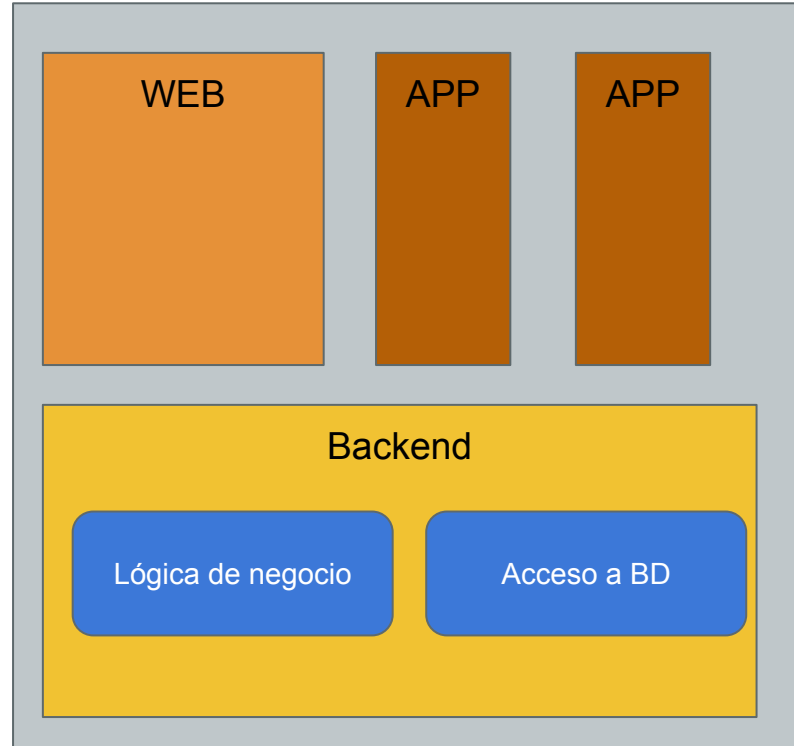 WEB
APP
APP
Backend
Lógica de negocio
Acceso a BD